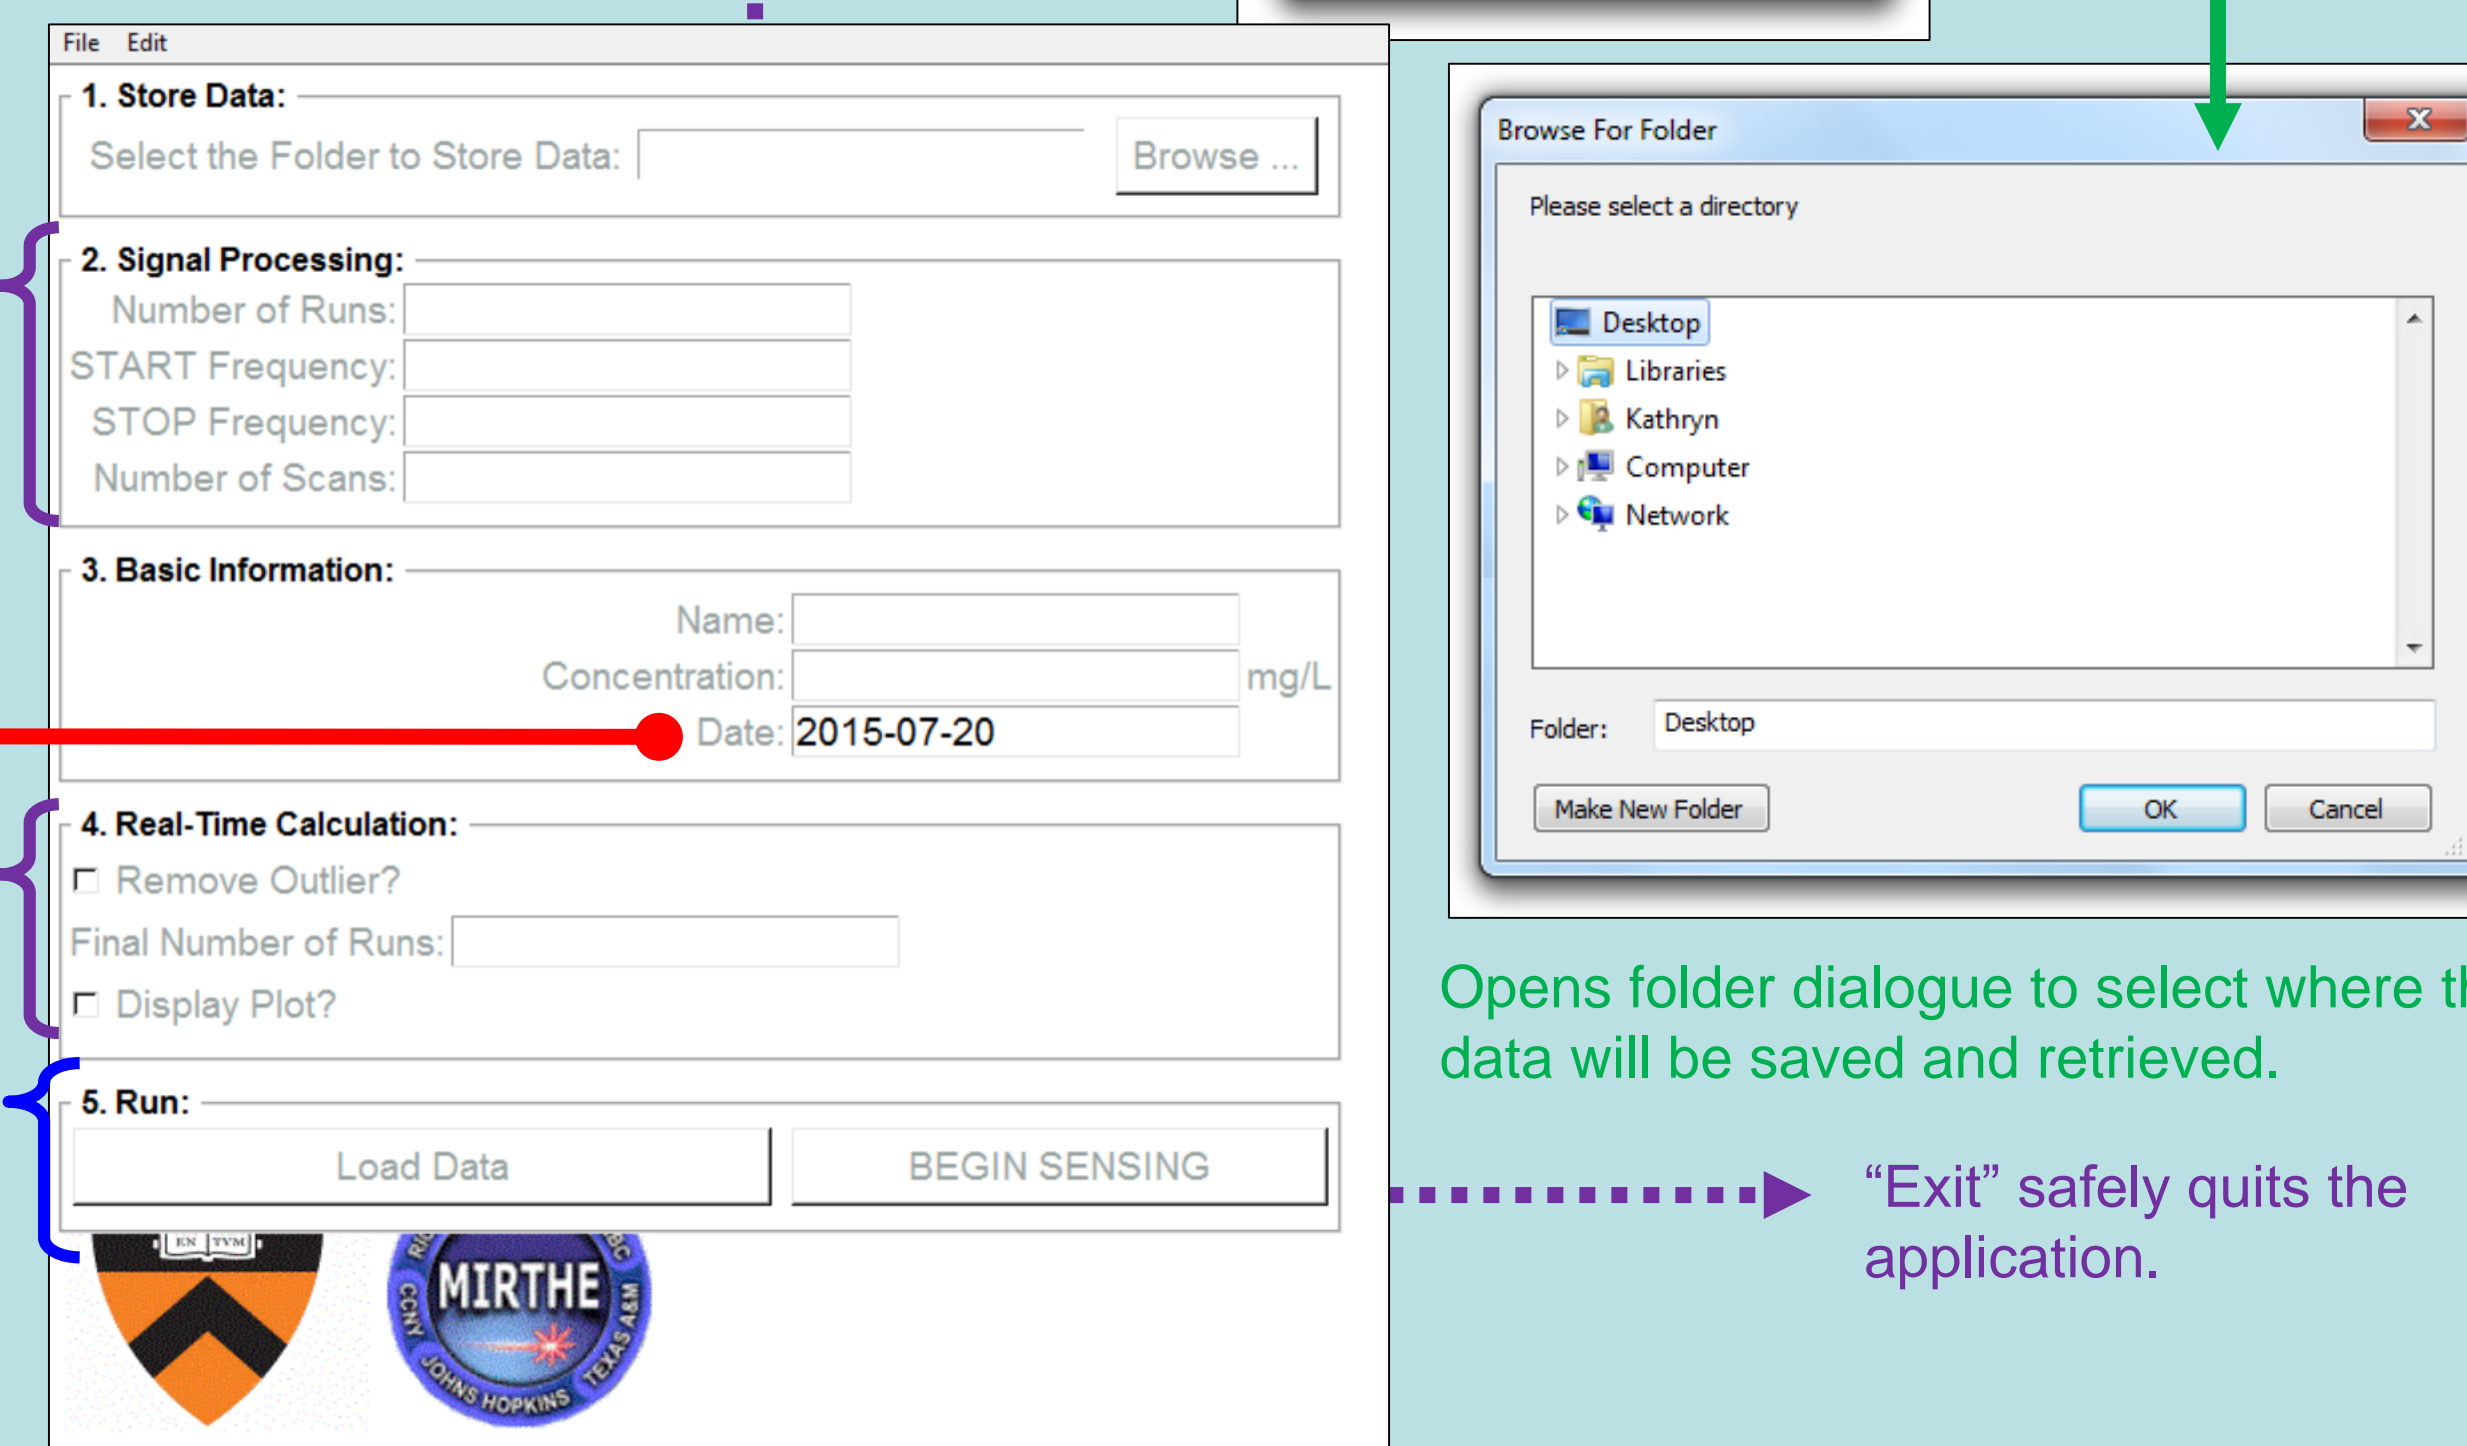 File Edit
1. Store Data:
Select the Folder to Store Data:
Browse ...
2. Signal Processing:
Number of Runs:
START Frequency:
STOP Frequency:
Number of Scans:
3. Basic Information:
Name:
Concentration: mg/L
Date: 2015-07-20
4. Real-Time Calculation:
Remove Outlier?
Final Number of Runs:
Display Plot?
5. Run:
Load Data
BEGIN SENSING
EN TVM
MIRTHE
CCNY JOHNS HOPKINS TEXAS A&M
Browse For Folder
Please select a directory
Desktop
Libraries
Kathryn
Computer
Network
Folder: Desktop
Make New Folder OK Cancel
Opens folder dialogue to select where
data will be saved and retrieved.
“Exit” safely quits the
application.